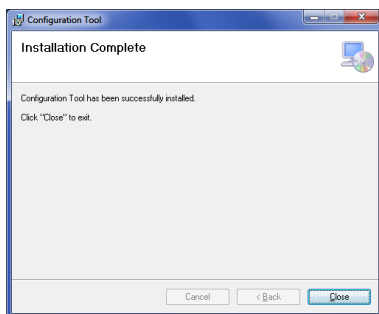 Configuration Tool
Installation Complete
Configuration Tool has been successfully installed.
Click "Close" to exit.
Cancel
< Back
Close